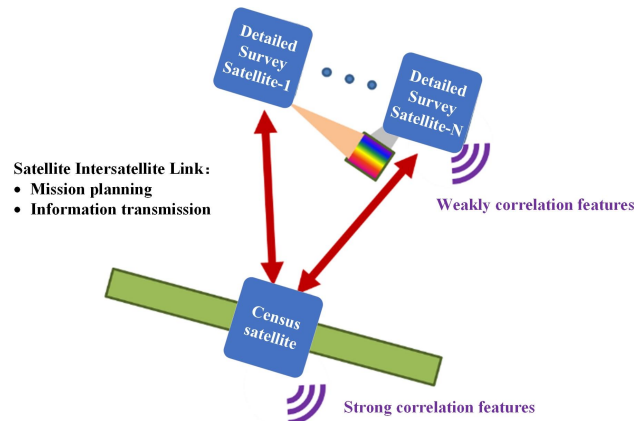 Detailed
Survey
Satellite-1
Detailed
Survey
Satellite-N
Satellite Intersatellite Link：
• Mission planning
• Information transmission
Weakly correlation features
Census
satellite
Strong correlation features